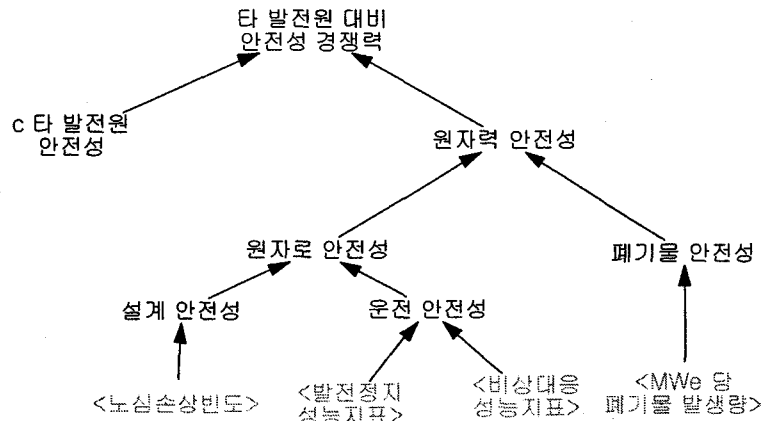 타 발전원 대비
안전성 경쟁력
c 타 발전원
안전성
원자력 안전성
원자로 안전성
폐기물 안전성
설계 안전성
운전 안전성
<노심손상빈도>
<발전정지
성능지표>
<비상대응
성능지표>
<MWe 당
폐기물 발생량>